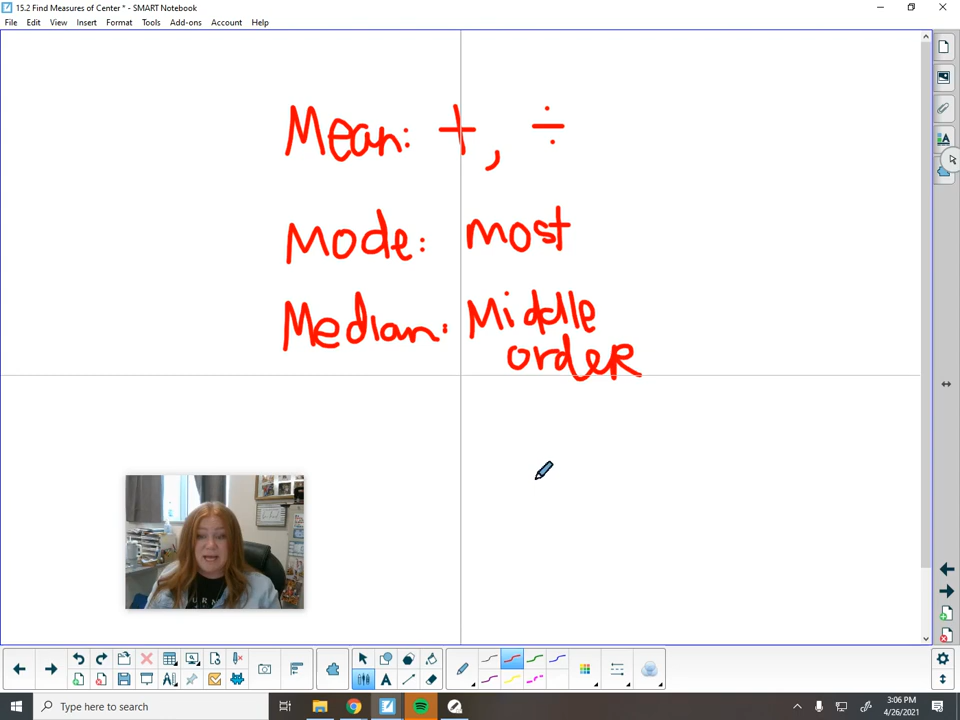 15.2 Find Measures of Center * - SMART Notebook
File Edit View Insert Format Tools Add-ons Account Help
Mean: +, ÷
Mode: most
Median: Middle
order
Type here to search
3:06 PM
4/26/2021